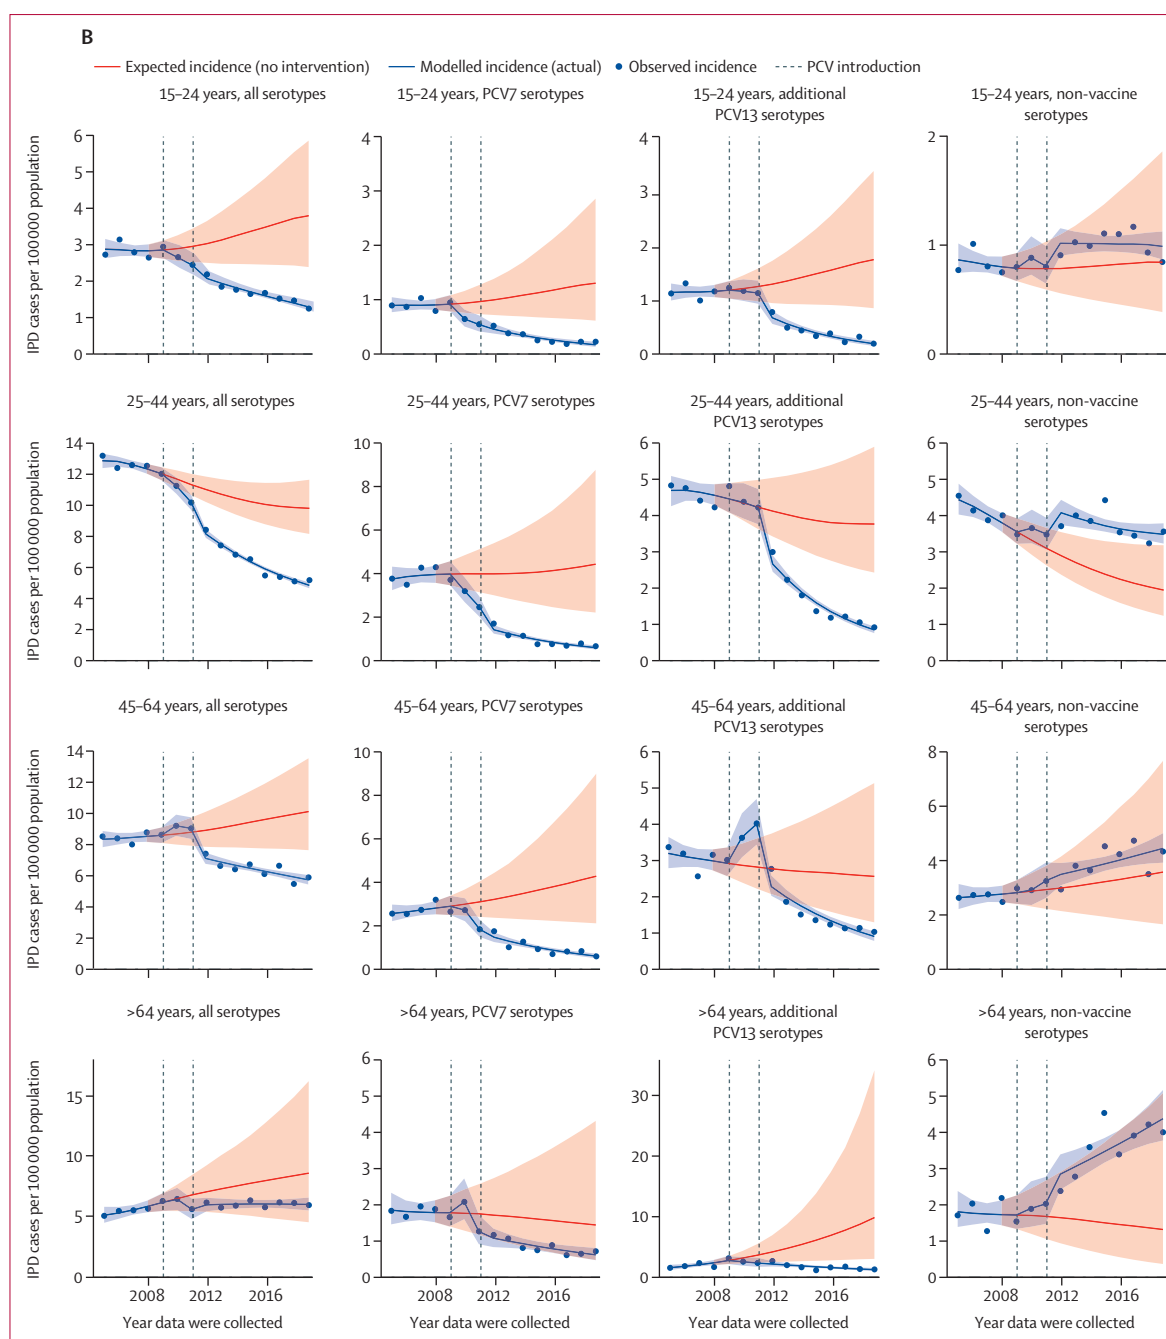 B
Expected incidence (no intervention) Modelled incidence (actual) Observed incidence PCV introduction
15–24 years, all serotypes
15–24 years, PCV7 serotypes
15–24 years, additional
PCV13 serotypes
15–24 years, non-vaccine
serotypes
IPD cases per 100 000 population
6
5
4
3
2
1
0
4
3
2
1
0
4
3
2
1
0
2
1
0
25–44 years, all serotypes
25–44 years, PCV7 serotypes
25–44 years, additional
PCV13 serotypes
25–44 years, non-vaccine
serotypes
IPD cases per 100 000 population
14
12
10
8
6
4
2
0
10
8
6
4
2
0
6
5
4
3
2
1
0
6
5
4
3
2
1
0
45–64 years, all serotypes
45–64 years, PCV7 serotypes
45–64 years, additional
PCV13 serotypes
45–64 years, non-vaccine
serotypes
IPD cases per 100 000 population
14
12
10
8
6
4
2
0
10
8
6
4
2
0
6
5
4
3
2
1
0
8
6
4
2
0
>64 years, all serotypes
>64 years, PCV7 serotypes
>64 years, additional
PCV13 serotypes
>64 years, non-vaccine
serotypes
IPD cases per 100 000 population
15
10
5
0
6
5
4
3
2
1
0
30
20
10
0
6
5
4
3
2
1
0
2008 2012 2016
2008 2012 2016
2008 2012 2016
2008 2012 2016
Year data were collected
Year data were collected
Year data were collected
Year data were collected